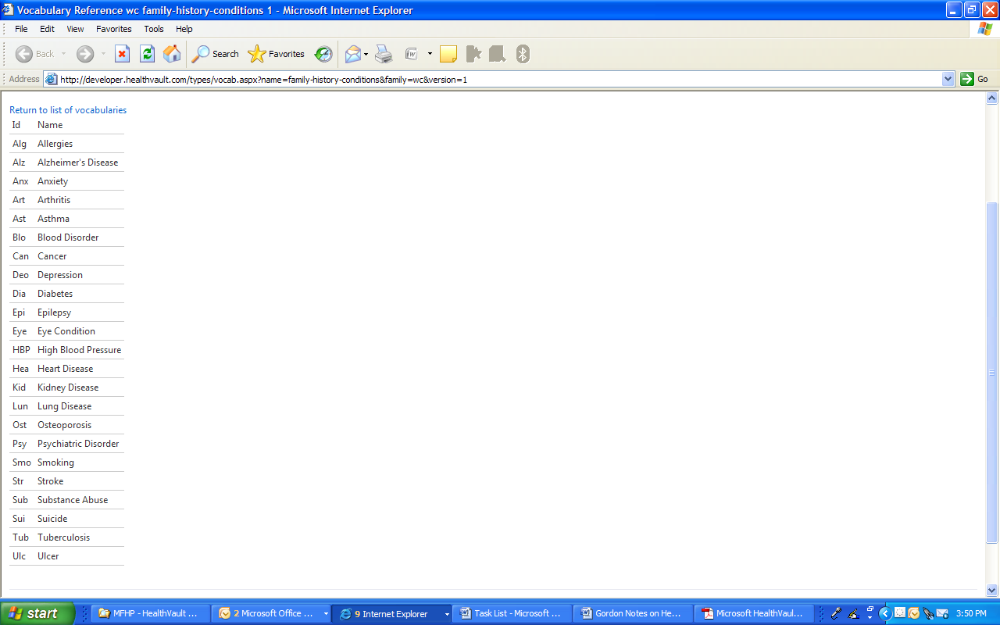 Vocabulary Reference wc family-history-conditions 1 - Microsoft Internet Explorer
File Edit View Favorites Tools Help
Back Search Favorites
Address http://developer.healthvault.com/types/vocab.aspx?name=family-history-conditions&family=wc&version=1 Go
Return to list of vocabularies
Id Name
Alg Allergies
Alz Alzheimer's Disease
Anx Anxiety
Art Arthritis
Ast Asthma
Blo Blood Disorder
Can Cancer
Deo Depression
Dia Diabetes
Epi Epilepsy
Eye Eye Condition
HBP High Blood Pressure
Hea Heart Disease
Kid Kidney Disease
Lun Lung Disease
Ost Osteoporosis
Psy Psychiatric Disorder
Smo Smoking
Str Stroke
Sub Substance Abuse
Sui Suicide
Tub Tuberculosis
Ulc Ulcer
start MFHP - HealthVault ... 2 Microsoft Office ... 9 Internet Explorer Task List - Microsoft ... Gordon Notes on He... Microsoft HealthVaul... 3:50 PM